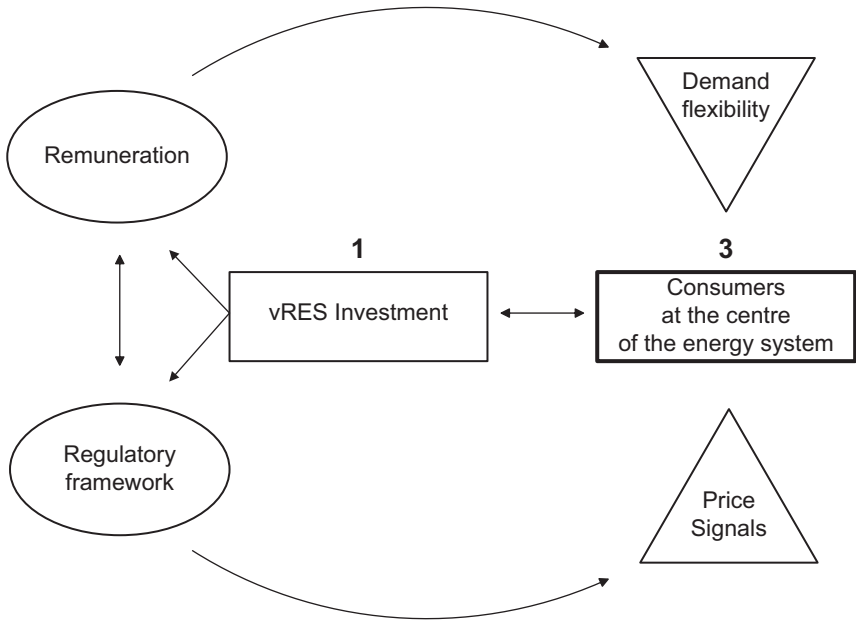 Demand
flexibility
Remuneration
1
3
vRES Investment
Consumers
at the centre
of the energy system
Regulatory
framework
Price
Signals